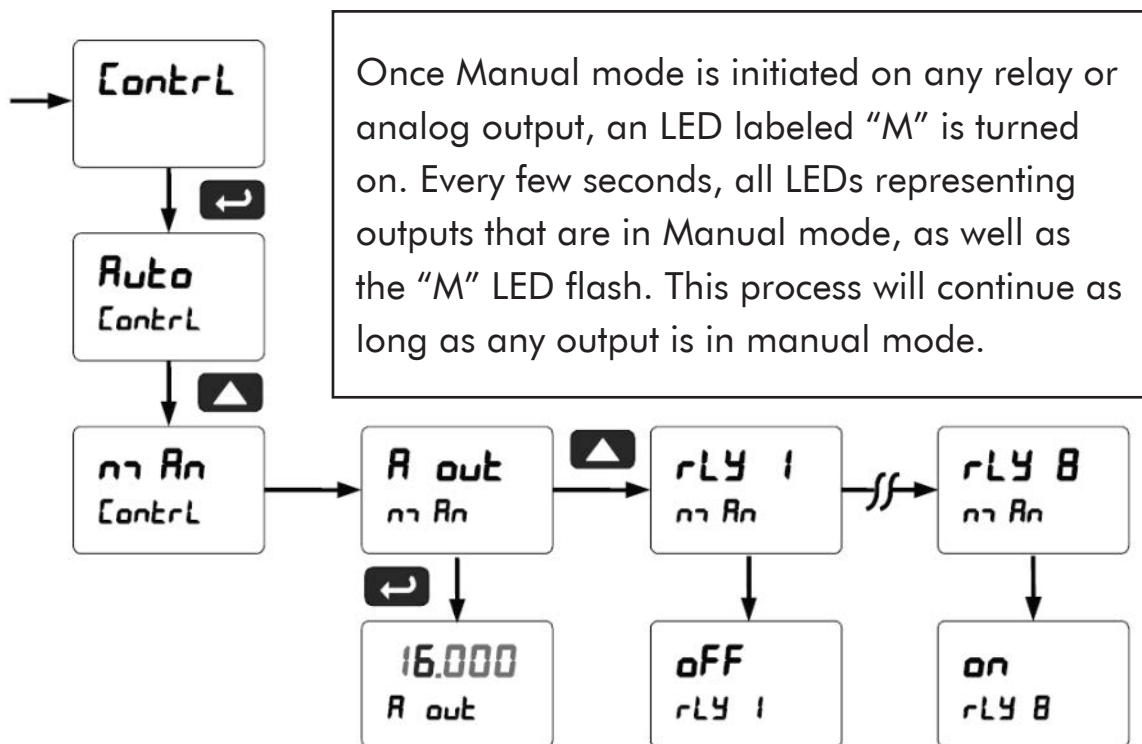 Contrl
Once Manual mode is initiated on any relay or
analog output, an LED labeled “M” is turned
on. Every few seconds, all LEDs representing
outputs that are in Manual mode, as well as
the “M” LED flash. This process will continue as
long as any output is in manual mode.
Auto
Contrl
mAn
Contrl
A out
mAn
rLY 1
mAn
rLY 8
mAn
16.000
A out
oFF
rLY 1
on
rLY 8